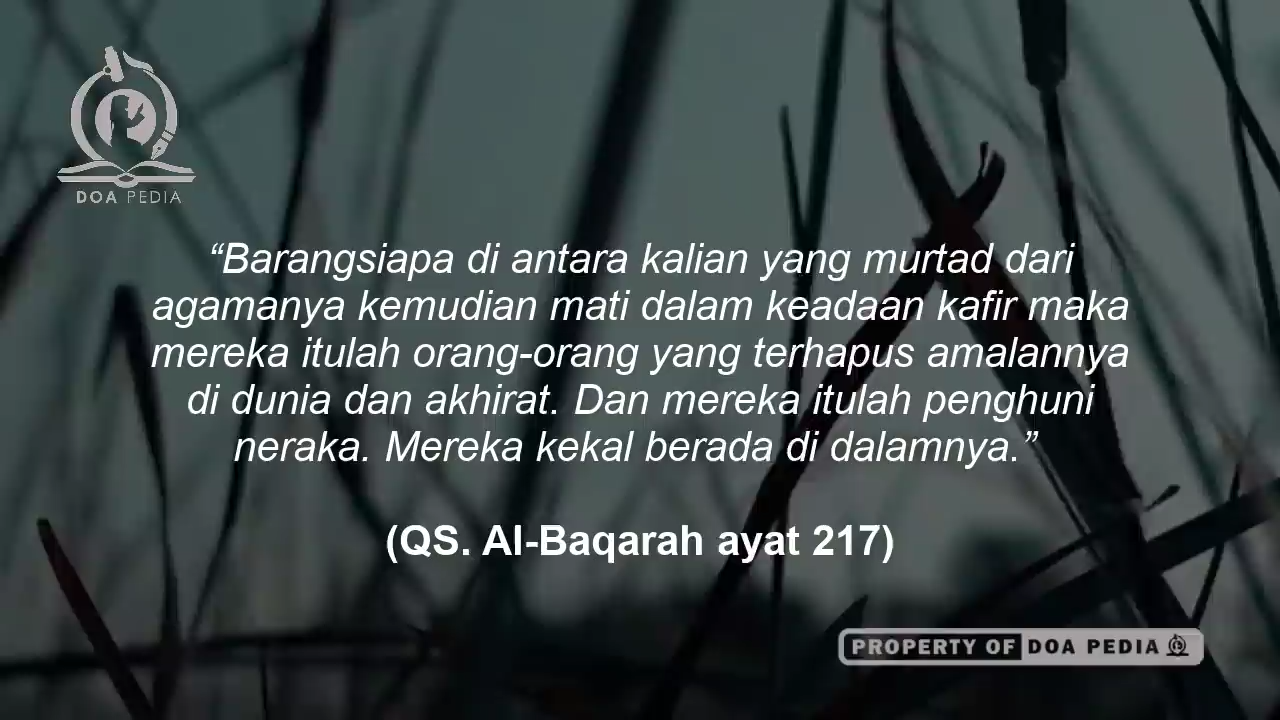 DOA PEDIA
“Barangsiapa di antara kalian yang murtad dari
agamanya kemudian mati dalam keadaan kafir maka
mereka itulah orang-orang yang terhapus amalannya
di dunia dan akhirat. Dan mereka itulah penghuni
neraka. Mereka kekal berada di dalamnya.”
(QS. Al-Baqarah ayat 217)
PROPERTY OF DOA PEDIA